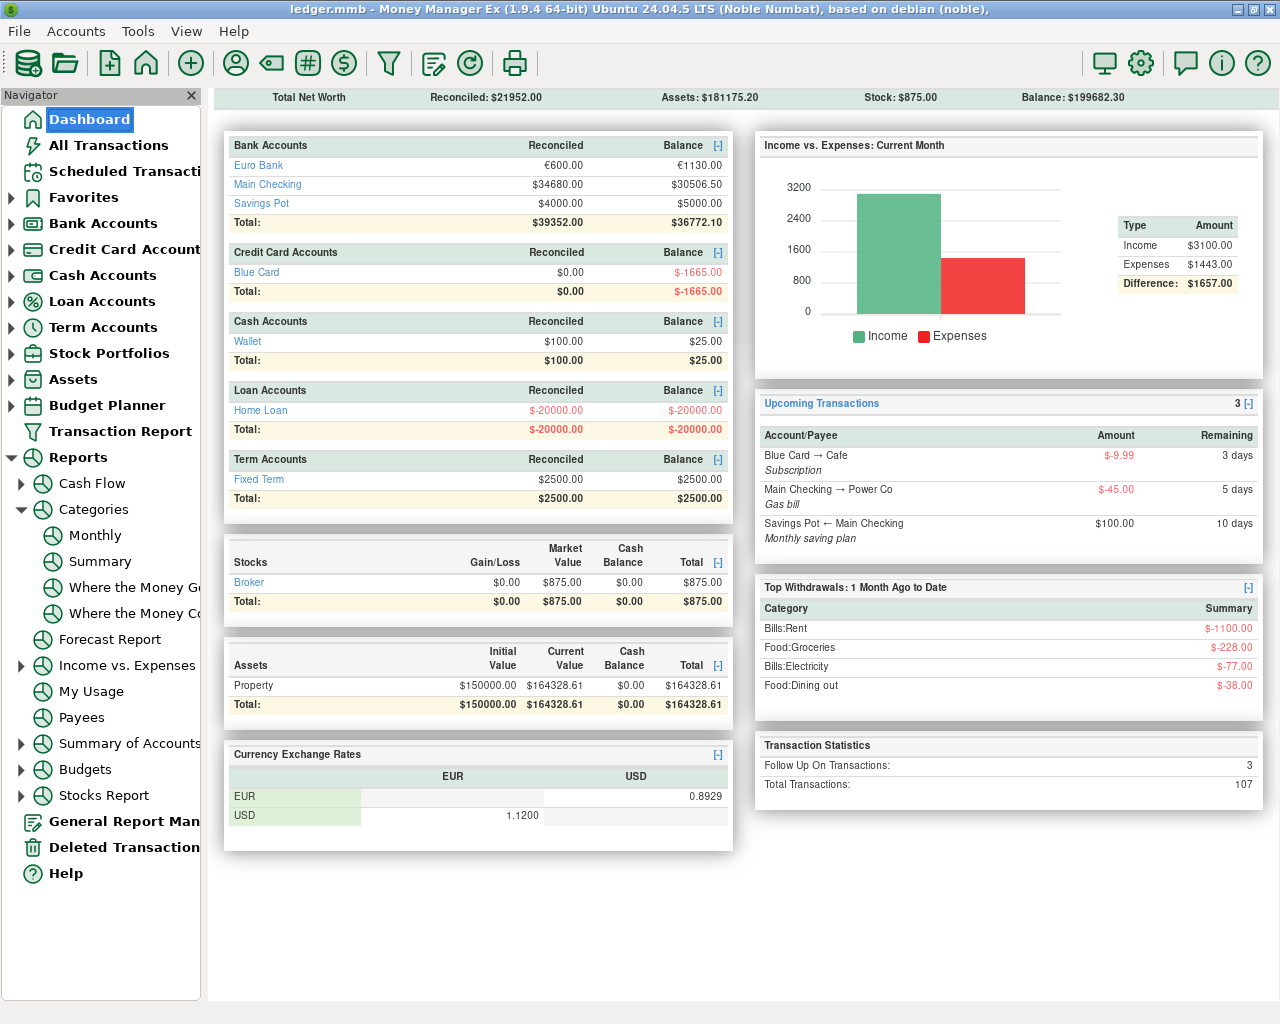 ledger.mmb - Money Manager Ex (1.9.4 64-bit) Ubuntu 24.04.5 LTS (Noble Numbat), based on debian (noble),
File Accounts Tools View Help
Navigator
Dashboard
All Transactions
Scheduled Transacti
Favorites
Bank Accounts
Credit Card Account
Cash Accounts
Loan Accounts
Term Accounts
Stock Portfolios
Assets
Budget Planner
Transaction Report
Reports
Cash Flow
Categories
Monthly
Summary
Where the Money G
Where the Money C
Forecast Report
Income vs. Expenses
My Usage
Payees
Summary of Accounts
Budgets
Stocks Report
General Report Man
Deleted Transaction
Help
Total Net Worth Reconciled: $21952.00 Assets: $181175.20 Stock: $875.00 Balance: $199682.30
Bank Accounts Reconciled Balance [-]
Euro Bank €600.00 €1130.00
Main Checking $34680.00 $30506.50
Savings Pot $4000.00 $5000.00
Total: $39352.00 $36772.10
Credit Card Accounts Reconciled Balance [-]
Blue Card $0.00 $-1665.00
Total: $0.00 $-1665.00
Cash Accounts Reconciled Balance [-]
Wallet $100.00 $25.00
Total: $100.00 $25.00
Loan Accounts Reconciled Balance [-]
Home Loan $-20000.00 $-20000.00
Total: $-20000.00 $-20000.00
Term Accounts Reconciled Balance [-]
Fixed Term $2500.00 $2500.00
Total: $2500.00 $2500.00
Market Cash
Stocks Gain/Loss Value Balance Total [-]
Broker $0.00 $875.00 $0.00 $875.00
Total: $0.00 $875.00 $0.00 $875.00
Initial Current Cash
Assets Value Value Balance Total [-]
Property $150000.00 $164328.61 $0.00 $164328.61
Total: $150000.00 $164328.61 $0.00 $164328.61
Currency Exchange Rates [-]
EUR USD
EUR 0.8929
USD 1.1200
Income vs. Expenses: Current Month
3200
2400
1600
800
0
Income Expenses
Type Amount
Income $3100.00
Expenses $1443.00
Difference: $1657.00
Upcoming Transactions 3 [-]
Account/Payee Amount Remaining
Blue Card → Cafe $-9.99 3 days
Subscription
Main Checking → Power Co $-45.00 5 days
Gas bill
Savings Pot ← Main Checking $100.00 10 days
Monthly saving plan
Top Withdrawals: 1 Month Ago to Date [-]
Category Summary
Bills:Rent $-1100.00
Food:Groceries $-228.00
Bills:Electricity $-77.00
Food:Dining out $-38.00
Transaction Statistics
Follow Up On Transactions: 3
Total Transactions: 107